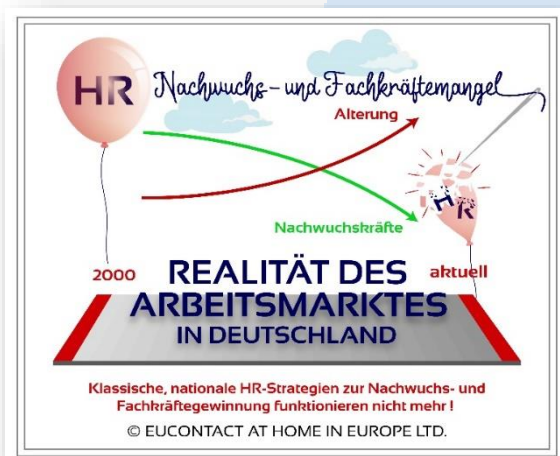 HR Nachwuchs- und Fachkräftemangel
Alterung
HR
Nachwuchskräfte
2000
aktuell
REALITÄT DES
ARBEITSMARKTES
IN DEUTSCHLAND
Klassische, nationale HR-Strategien zur Nachwuchs- und
Fachkräftegewinnung funktionieren nicht mehr !
© EUCONTACT AT HOME IN EUROPE LTD.